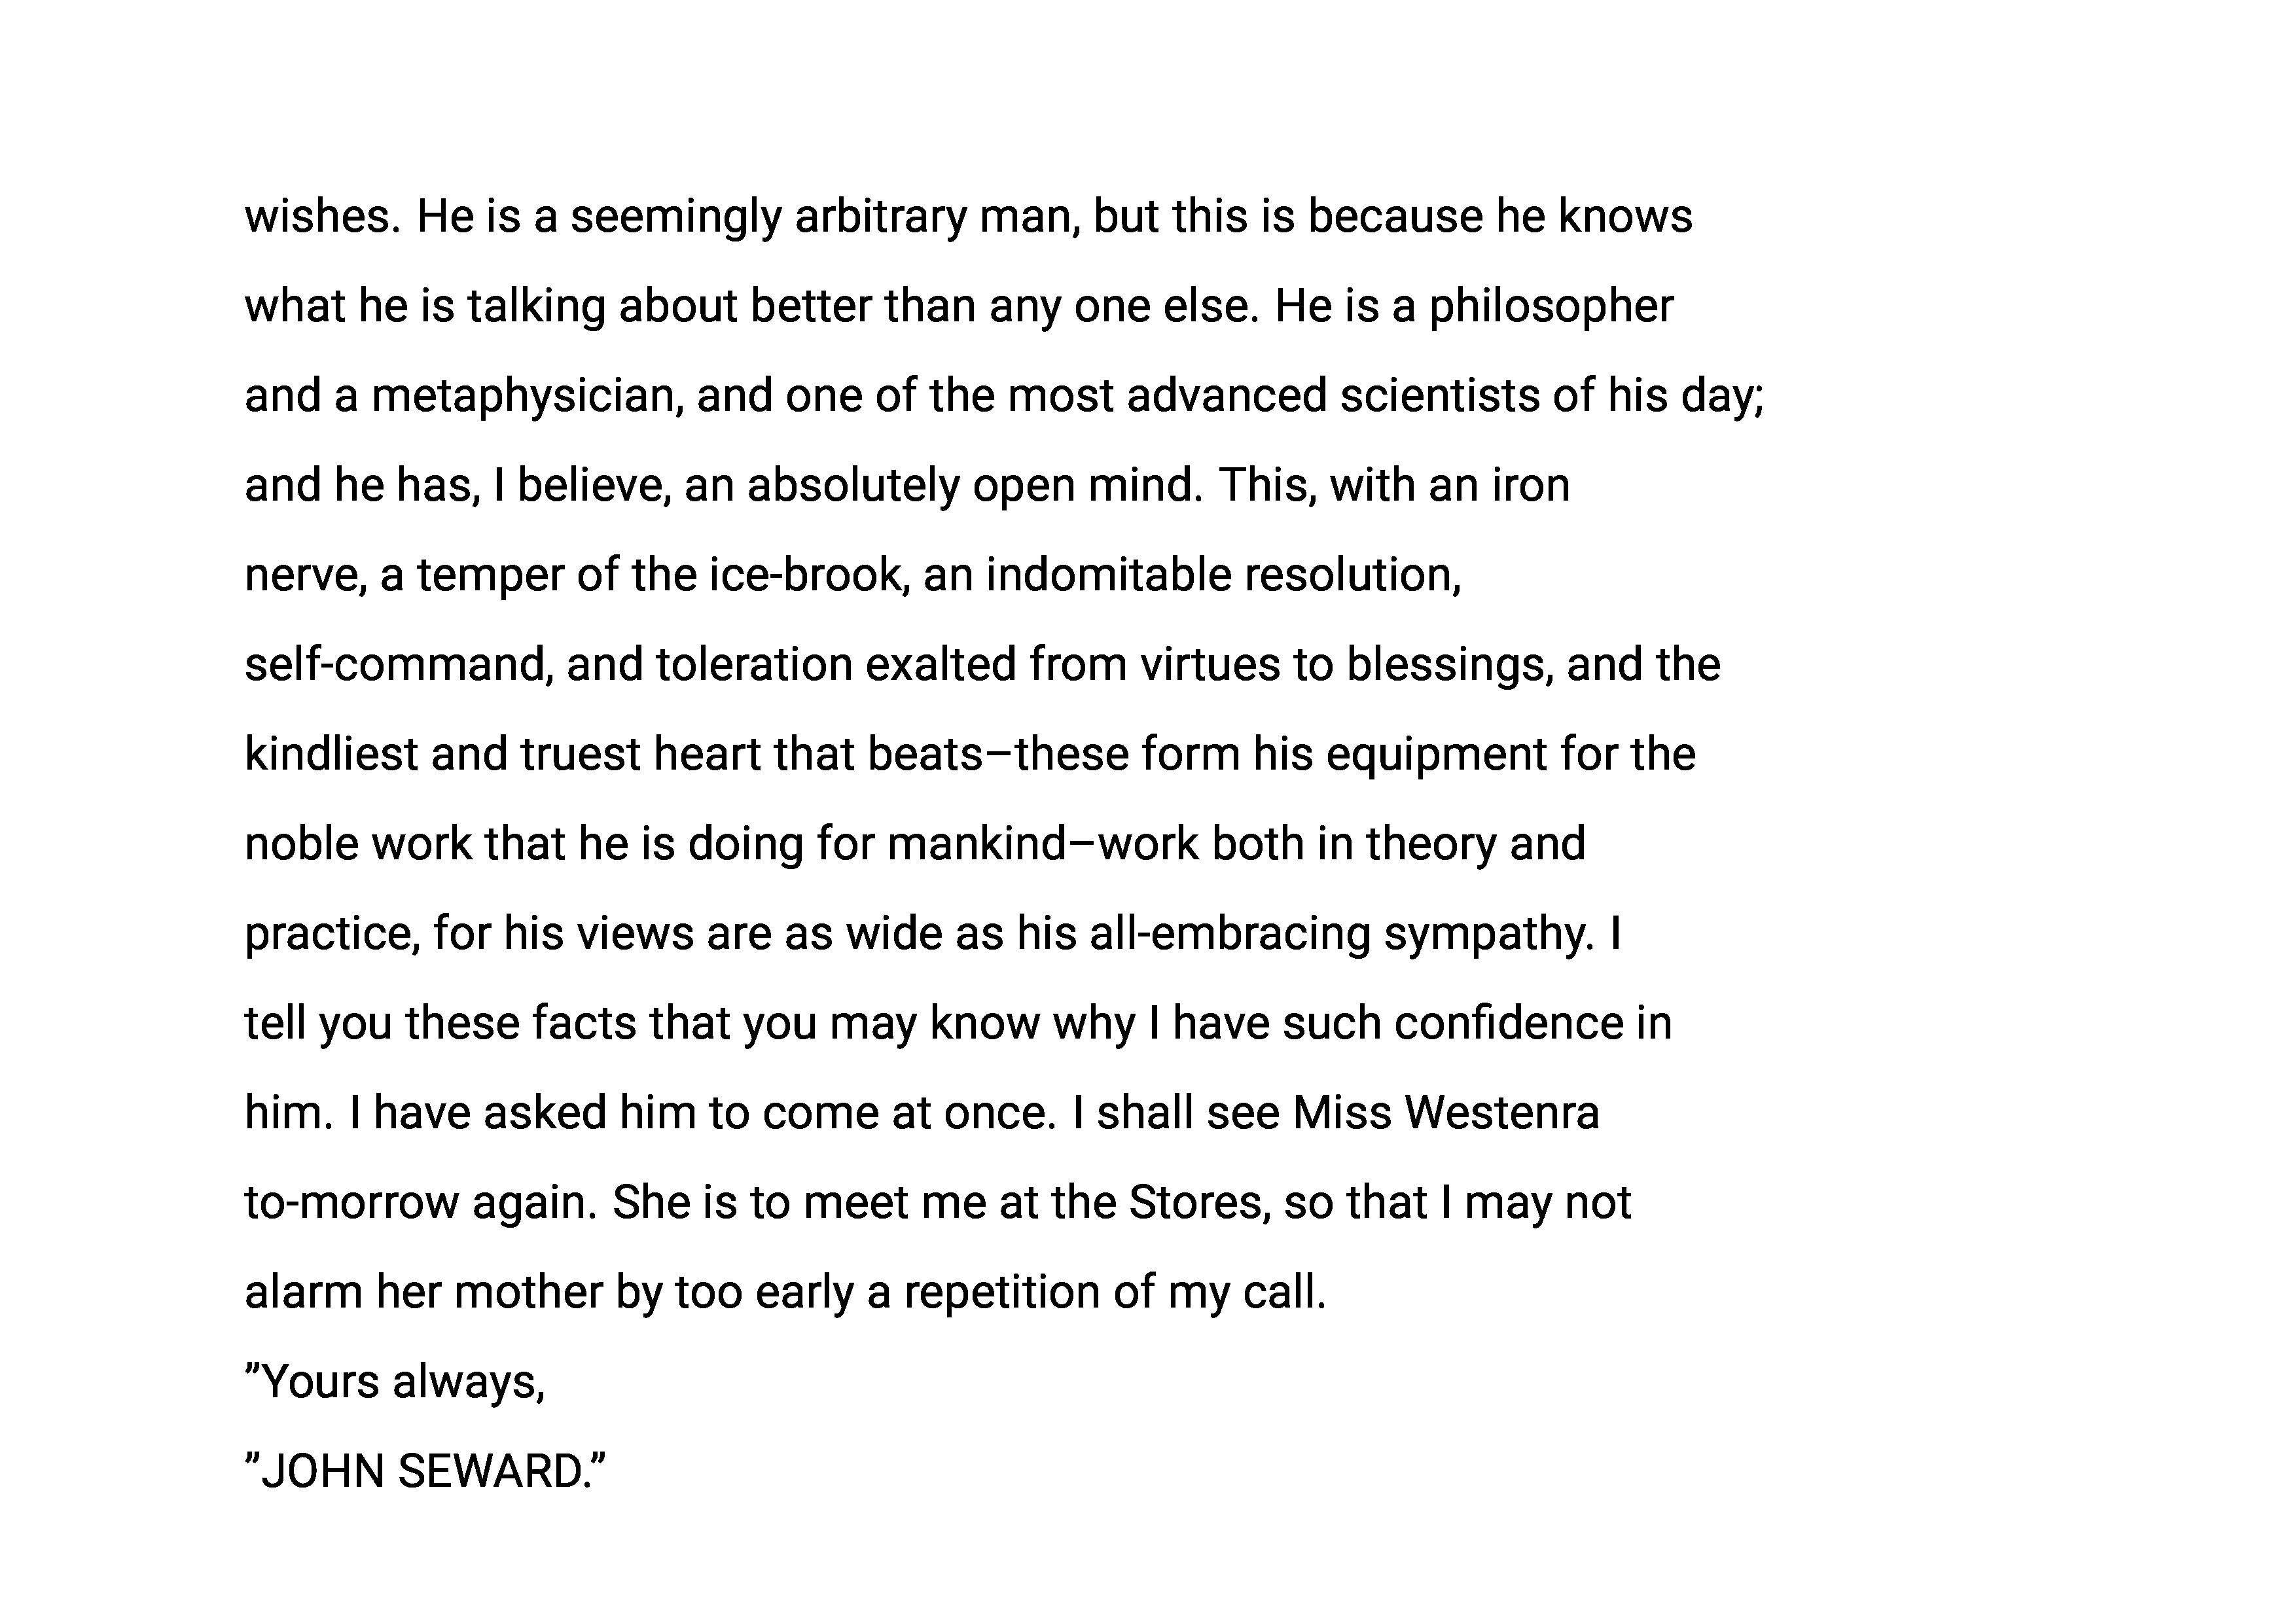 wishes. He is a seemingly arbitrary man, but this is because he knows
what he is talking about better than any one else. He is a philosopher
and a metaphysician, and one of the most advanced scientists of his day;
and he has, I believe, an absolutely open mind. This, with an iron
nerve, a temper of the ice-brook, an indomitable resolution,
self-command, and toleration exalted from virtues to blessings, and the
kindliest and truest heart that beats–these form his equipment for the
noble work that he is doing for mankind–work both in theory and
practice, for his views are as wide as his all-embracing sympathy. I
tell you these facts that you may know why I have such confidence in
him. I have asked him to come at once. I shall see Miss Westenra
to-morrow again. She is to meet me at the Stores, so that I may not
alarm her mother by too early a repetition of my call.
”Yours always,
”JOHN SEWARD.”